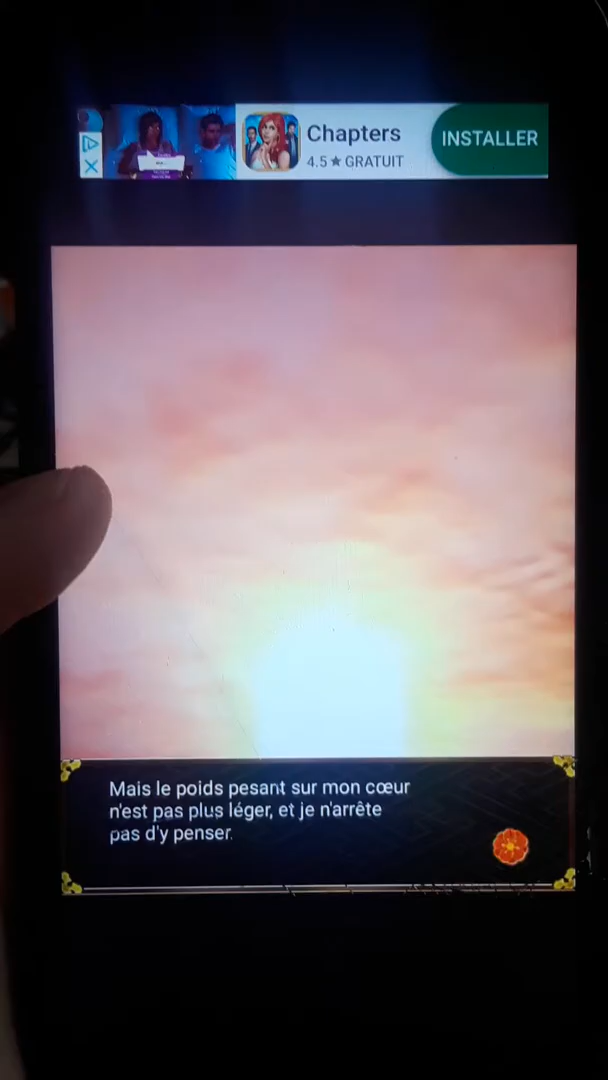 Chapters
4.5★ GRATUIT
INSTALLER
Mais le poids pesant sur mon cœur
n'est pas plus léger, et je n'arrête
pas d'y penser.